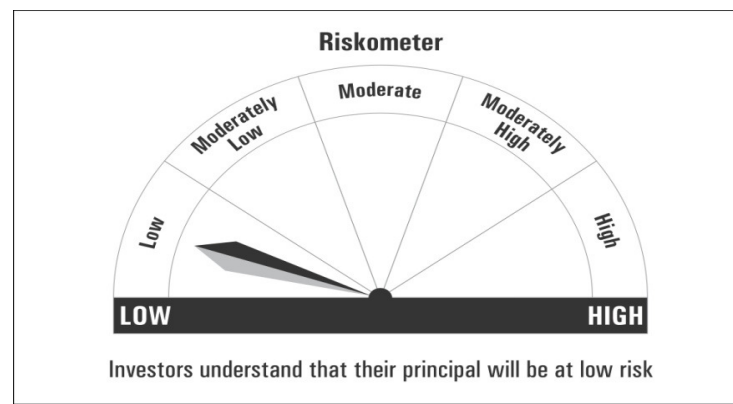 Riskometer
Low
Moderately
Low
Moderate
Moderately
High
High
LOW
HIGH
Investors understand that their principal will be at low risk